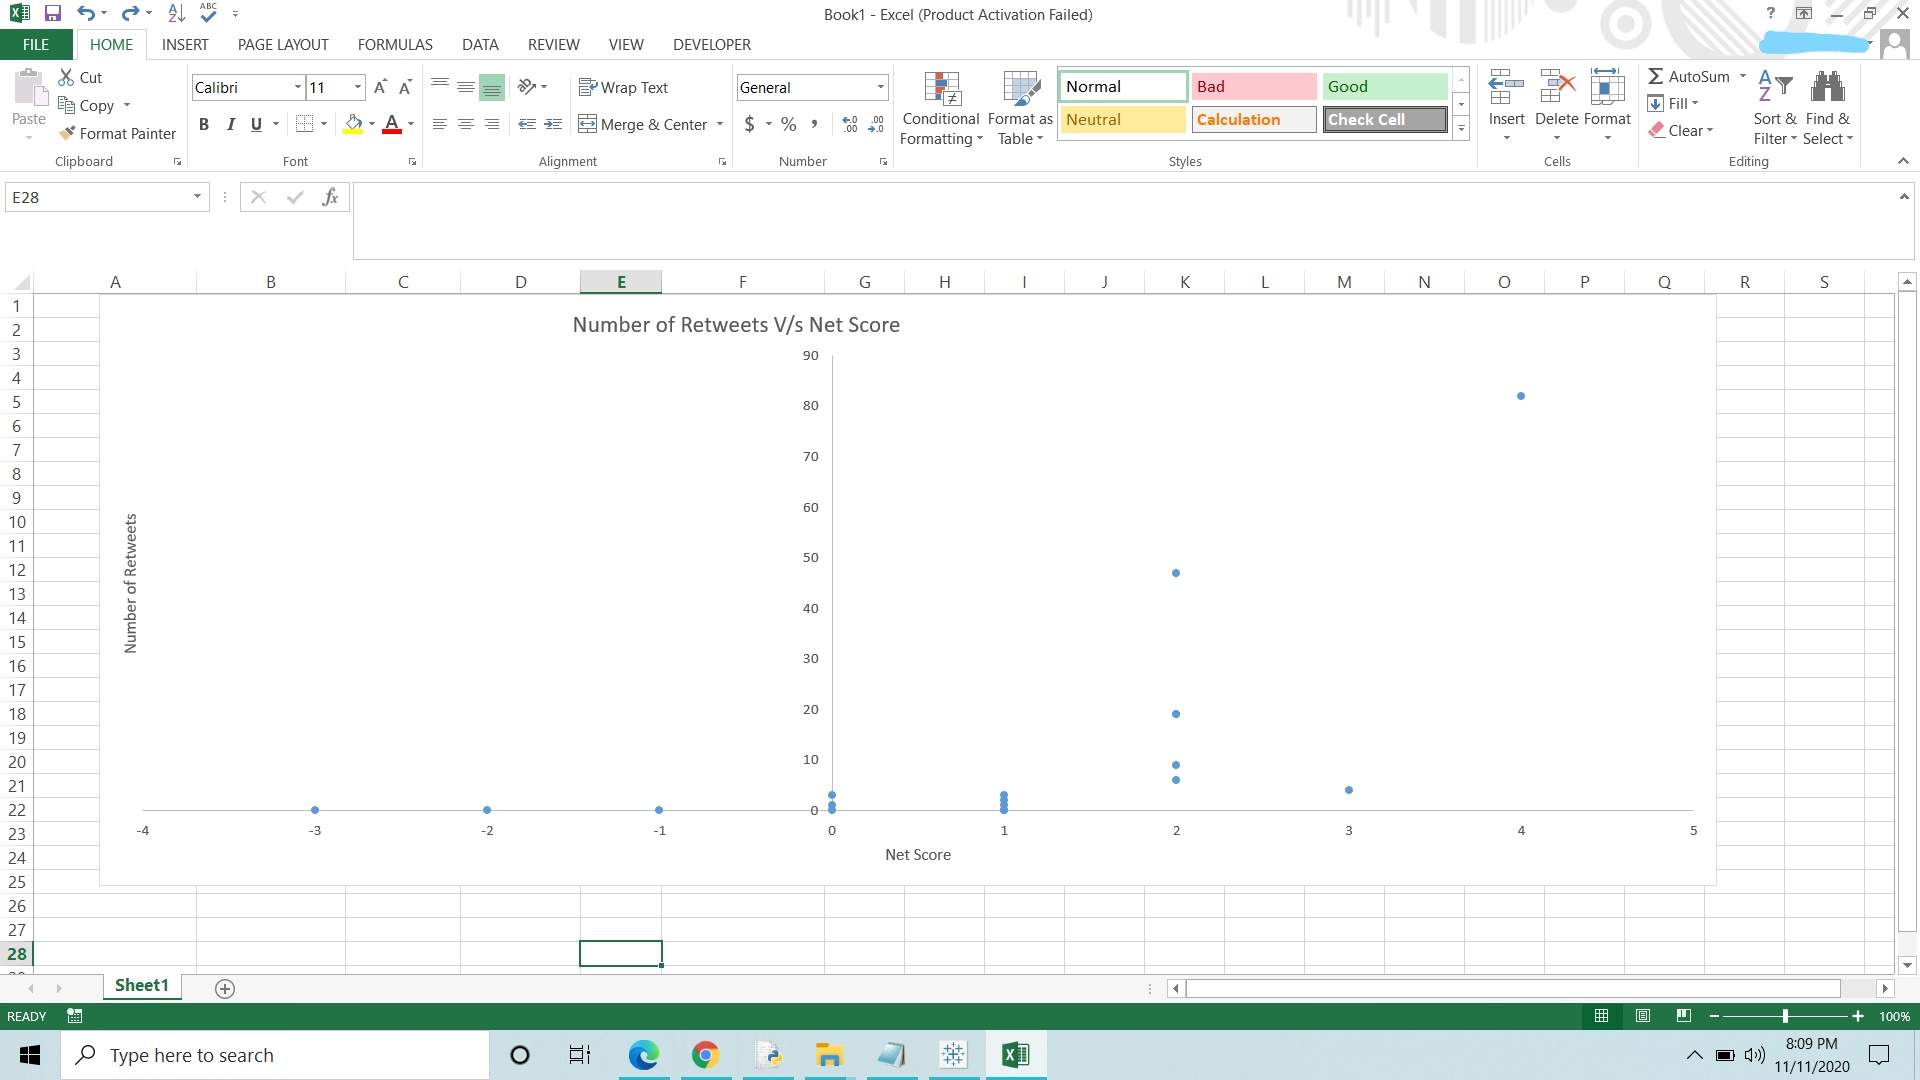 Book1 - Excel (Product Activation Failed)
FILE HOME INSERT PAGE LAYOUT FORMULAS DATA REVIEW VIEW DEVELOPER
Paste
Cut
Copy
Format Painter
Clipboard
Calibri 11
B I U
Font
Wrap Text
Merge & Center
Alignment
General
$ % ,
Number
Conditional Formatting
Format as Table
Normal Bad Good
Neutral Calculation Check Cell
Styles
Insert Delete Format
Cells
AutoSum
Fill
Clear
Sort & Filter
Find & Select
Editing
E28
fx
A B C D E F G H I J K L M N O P Q R S
1
2
3
4
5
6
7
8
9
10
11
12
13
14
15
16
17
18
19
20
21
22
23
24
25
26
27
28
Number of Retweets V/s Net Score
90
80
70
60
50
40
30
20
10
0
Number of Retweets
-4 -3 -2 -1 0 1 2 3 4 5
Net Score
Sheet1
READY
100%
Type here to search
8:09 PM
11/11/2020